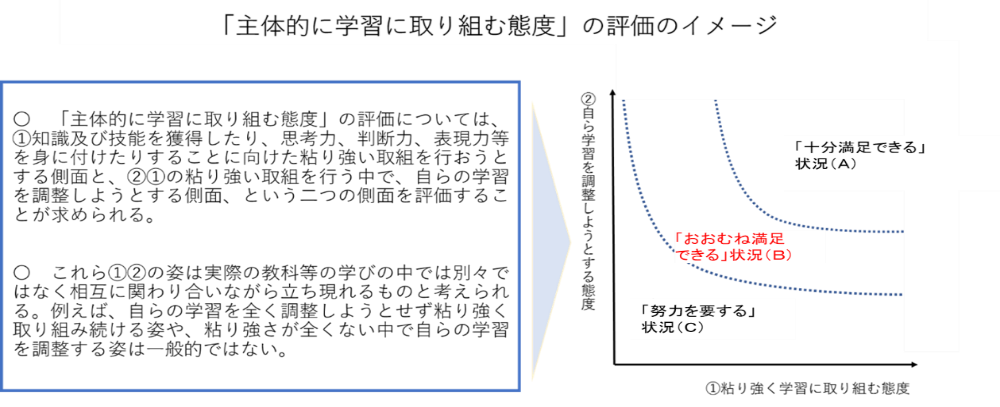 「主体的に学習に取り組む態度」の評価のイメージ
○　「主体的に学習に取り組む態度」の評価については、
①知識及び技能を獲得したり、思考力、判断力、表現力等
を身に付けたりすることに向けた粘り強い取組を行おうと
する側面と、②①の粘り強い取組を行う中で、自らの学習
を調整しようとする側面、という二つの側面を評価するこ
とが求められる。
○　これら①②の姿は実際の教科等の学びの中では別々で
はなく相互に関わり合いながら立ち現れるものと考えられ
る。例えば、自らの学習を全く調整しようとせず粘り強く
取り組み続ける姿や、粘り強さが全くない中で自らの学習
を調整する姿は一般的ではない。
②自ら学習を調整しようとする態度
「十分満足できる」
状況(A)
「おおむね満足
できる」状況(B)
「努力を要する」
状況(C)
①粘り強く学習に取り組む態度